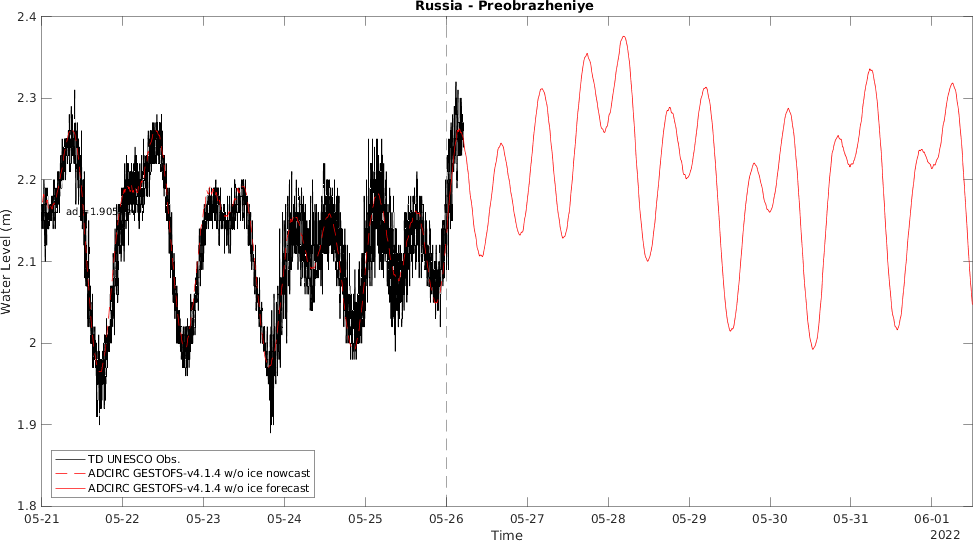 Russia - Preobrazheniye
2.4
2.3
2.2
2.1
2
1.9
1.8
Water Level (m)
TD UNESCO Obs.
ADCIRC GESTOFS-v4.1.4 w/o ice nowcast
ADCIRC GESTOFS-v4.1.4 w/o ice forecast
05-21 05-22 05-23 05-24 05-25 05-26 05-27 05-28 05-29 05-30 05-31 06-01
Time
2022